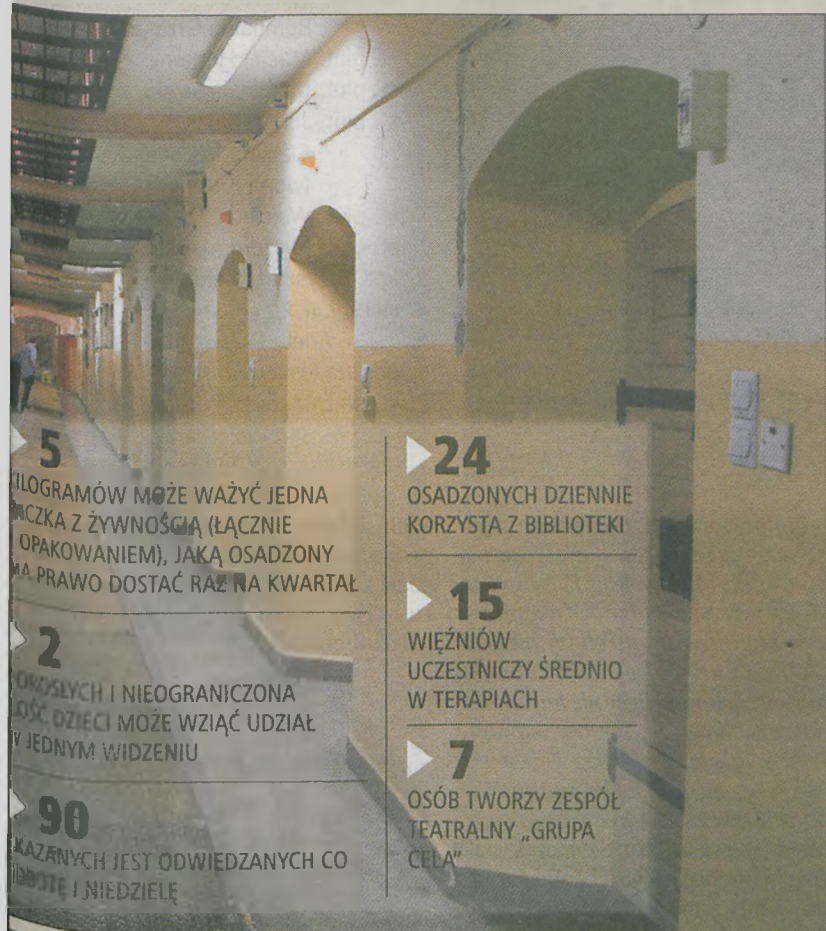 5
KILOGRAMÓW MOŻE WAŻYĆ JEDNA
PACZKA Z ŻYWNOŚCIĄ (ŁĄCZNIE
OPAKOWANIEM), JAKĄ OSADZONY
MA PRAWO DOSTAĆ RAZ NA KWARTAŁ
2
DOROSŁYCH I NIEOGRANICZONA
ILOŚĆ DZIECI MOŻE WZIĄĆ UDZIAŁ
W JEDNYM WIDZENIU
90
SKAZANYCH JEST ODWIEDZANYCH CO
SOBOTĘ I NIEDZIELĘ
24
OSADZONYCH DZIENNIE
KORZYSTA Z BIBLIOTEKI
15
WIĘŹNIÓW
UCZESTNICZY ŚREDNIO
W TERAPIACH
7
OSÓB TWORZY ZESPÓŁ
TEATRALNY „GRUPA
CELA"